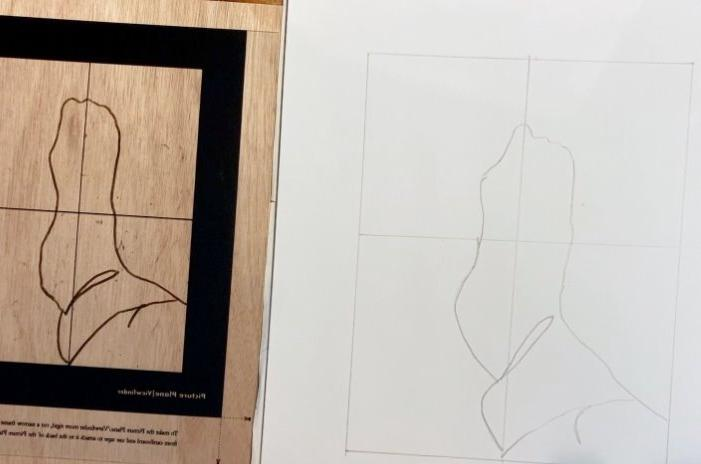 Picture Plane/Viewfinder
To make the Picture Plane/Viewfinder more rigid, cut a narrow frame
from cardboard and use tape to attach it to the back of the Picture